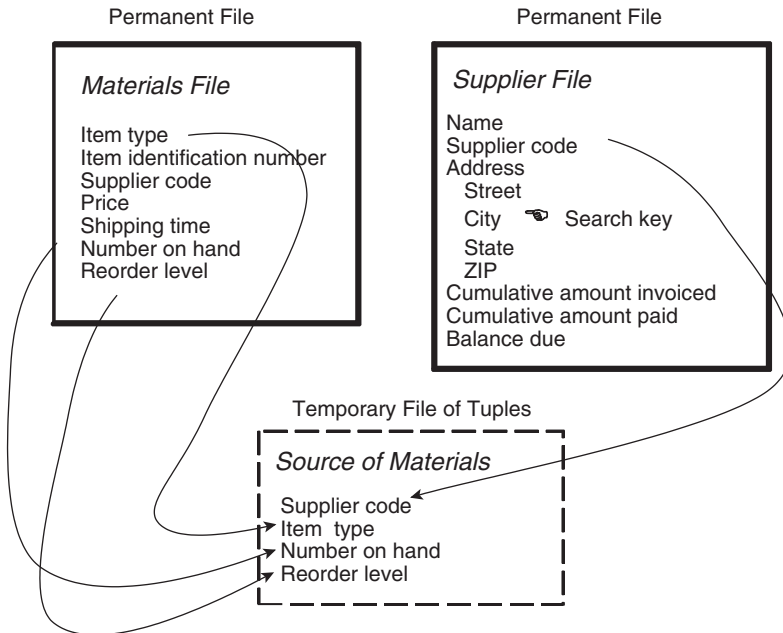 Permanent File
Materials File
Item type
Item identification number
Supplier code
Price
Shipping time
Number on hand
Reorder level
Permanent File
Supplier File
Name
Supplier code
Address
Street
City Search key
State
ZIP
Cumulative amount invoiced
Cumulative amount paid
Balance due
Temporary File of Tuples
Source of Materials
Supplier code
Item type
Number on hand
Reorder level